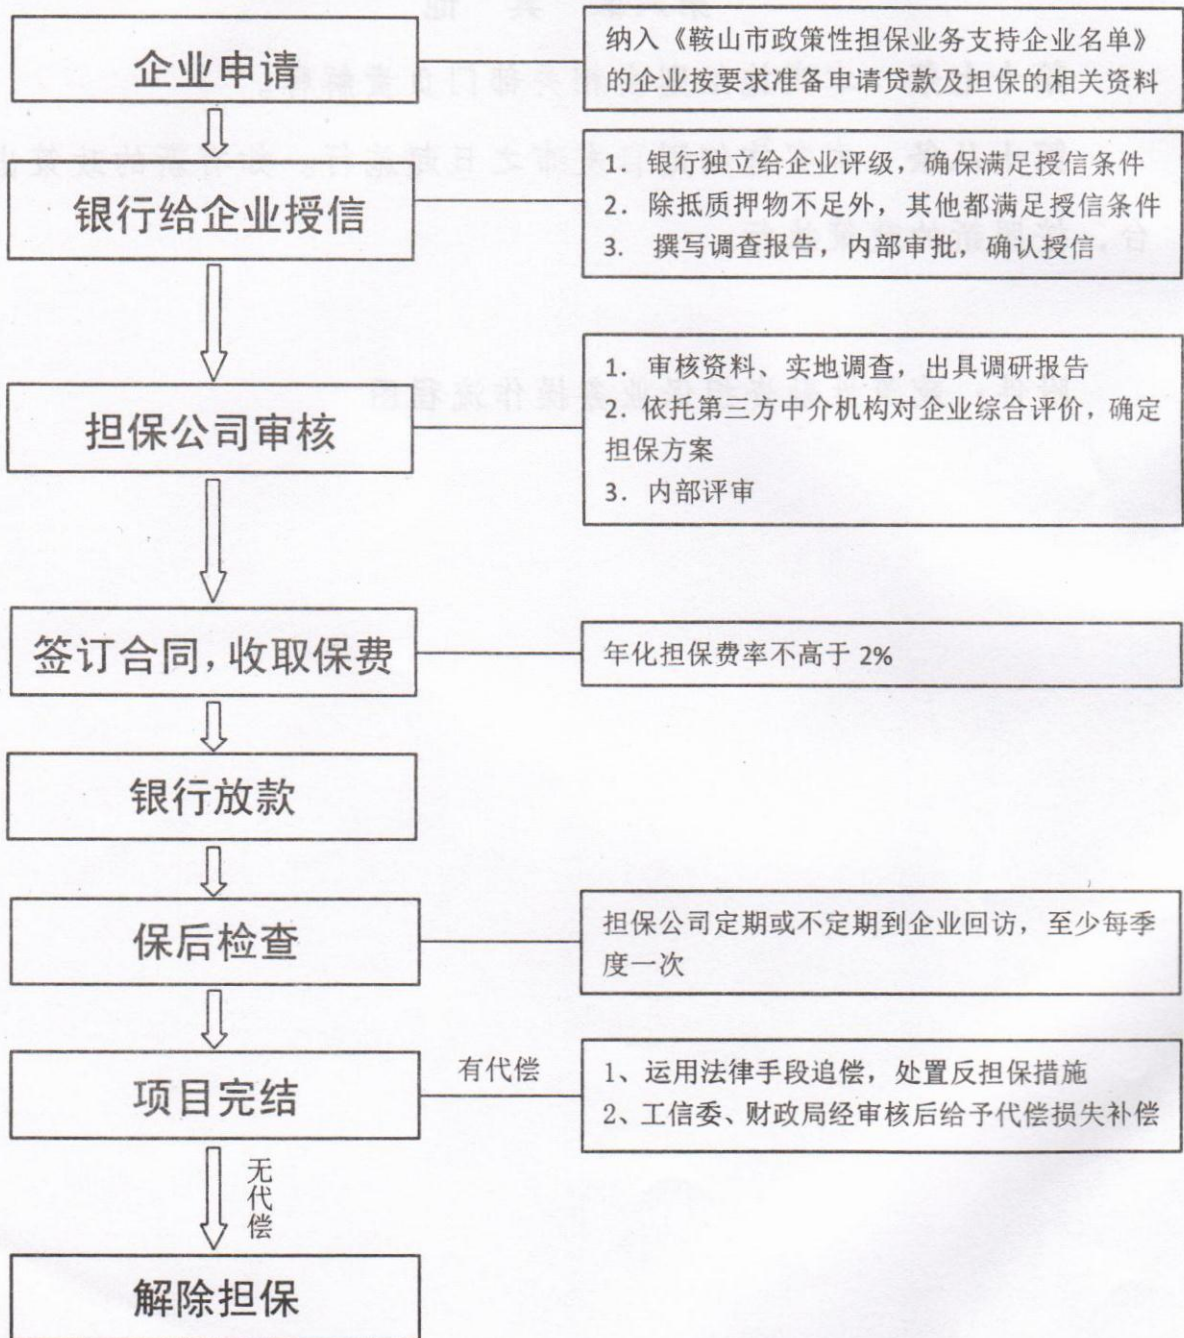 企业申请
纳入《鞍山市政策性担保业务支持企业名单》
的企业按要求准备申请贷款及担保的相关资料
银行给企业授信
1. 银行独立给企业评级，确保满足授信条件
2. 除抵质押物不足外，其他都满足授信条件
3. 撰写调查报告，内部审批，确认授信
担保公司审核
1. 审核资料、实地调查，出具调研报告
2. 依托第三方中介机构对企业综合评价，确定
担保方案
3. 内部评审
签订合同，收取保费
年化担保费率不高于 2%
银行放款
保后检查
担保公司定期或不定期到企业回访，至少每季
度一次
项目完结
有代偿
1、运用法律手段追偿，处置反担保措施
2、工信委、财政局经审核后给予代偿损失补偿
无代偿
解除担保